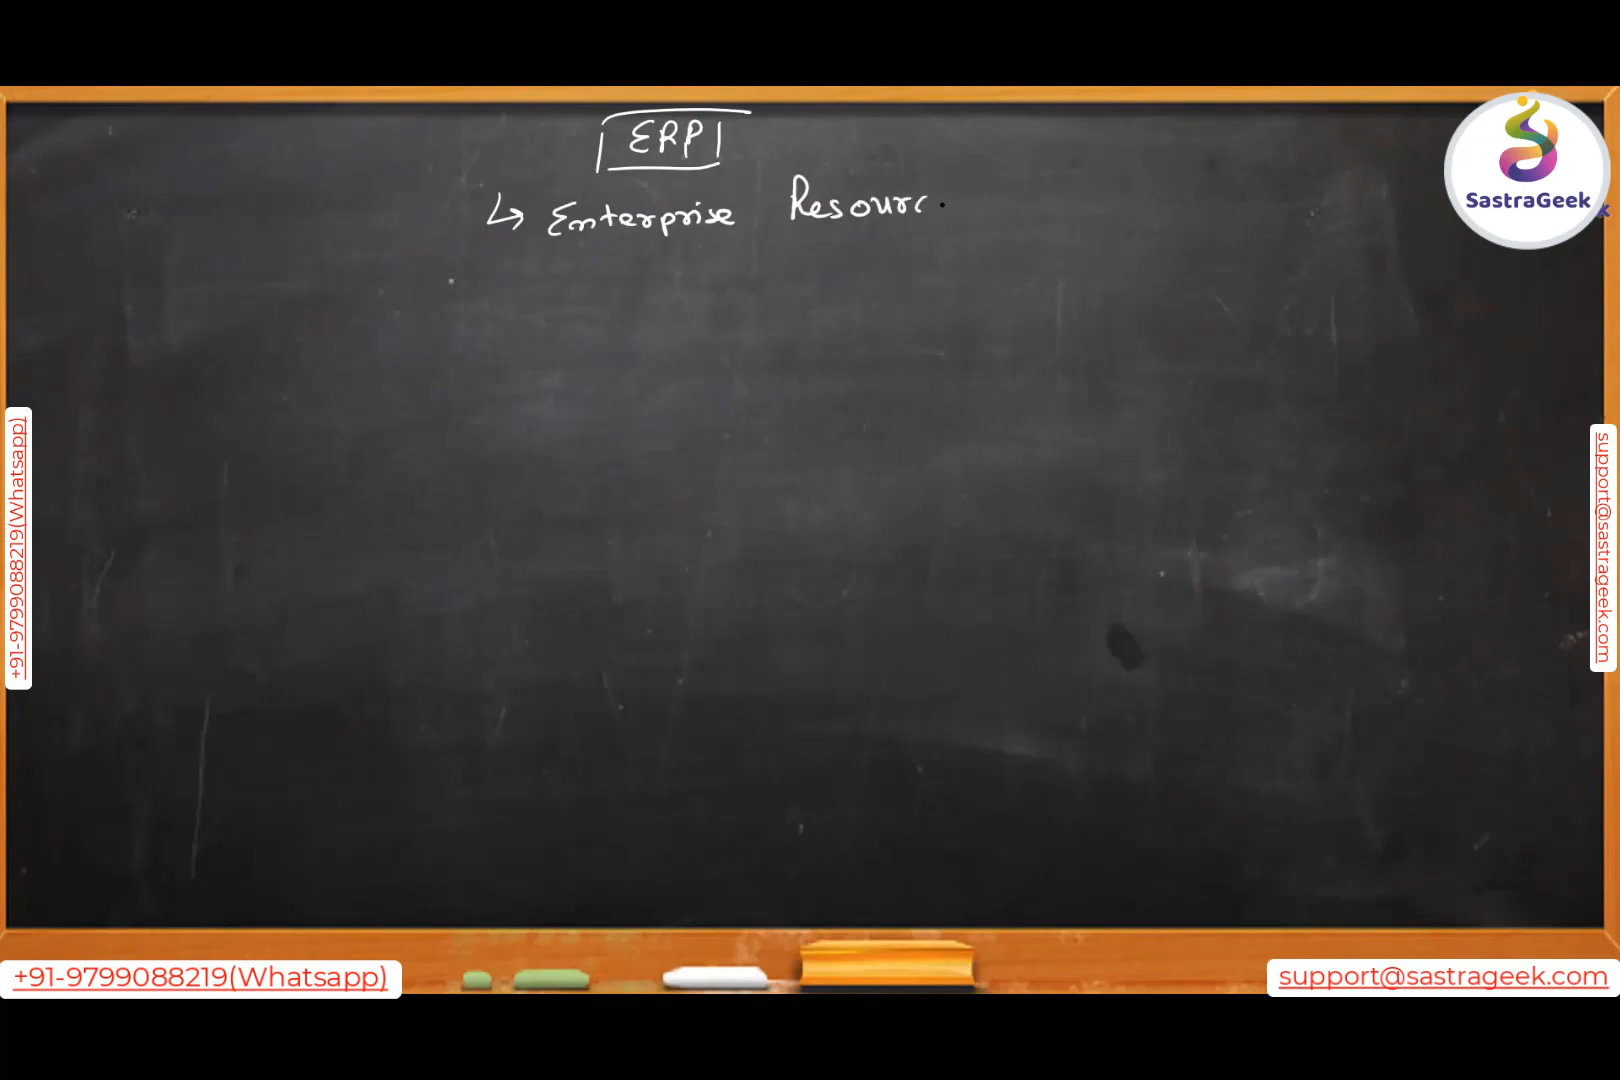 ERP
↳ Enterprise Resourc
SastraGeek
k
+91-9799088219(Whatsapp)
support@sastrageek.com
+91-9799088219(Whatsapp)
support@sastrageek.com